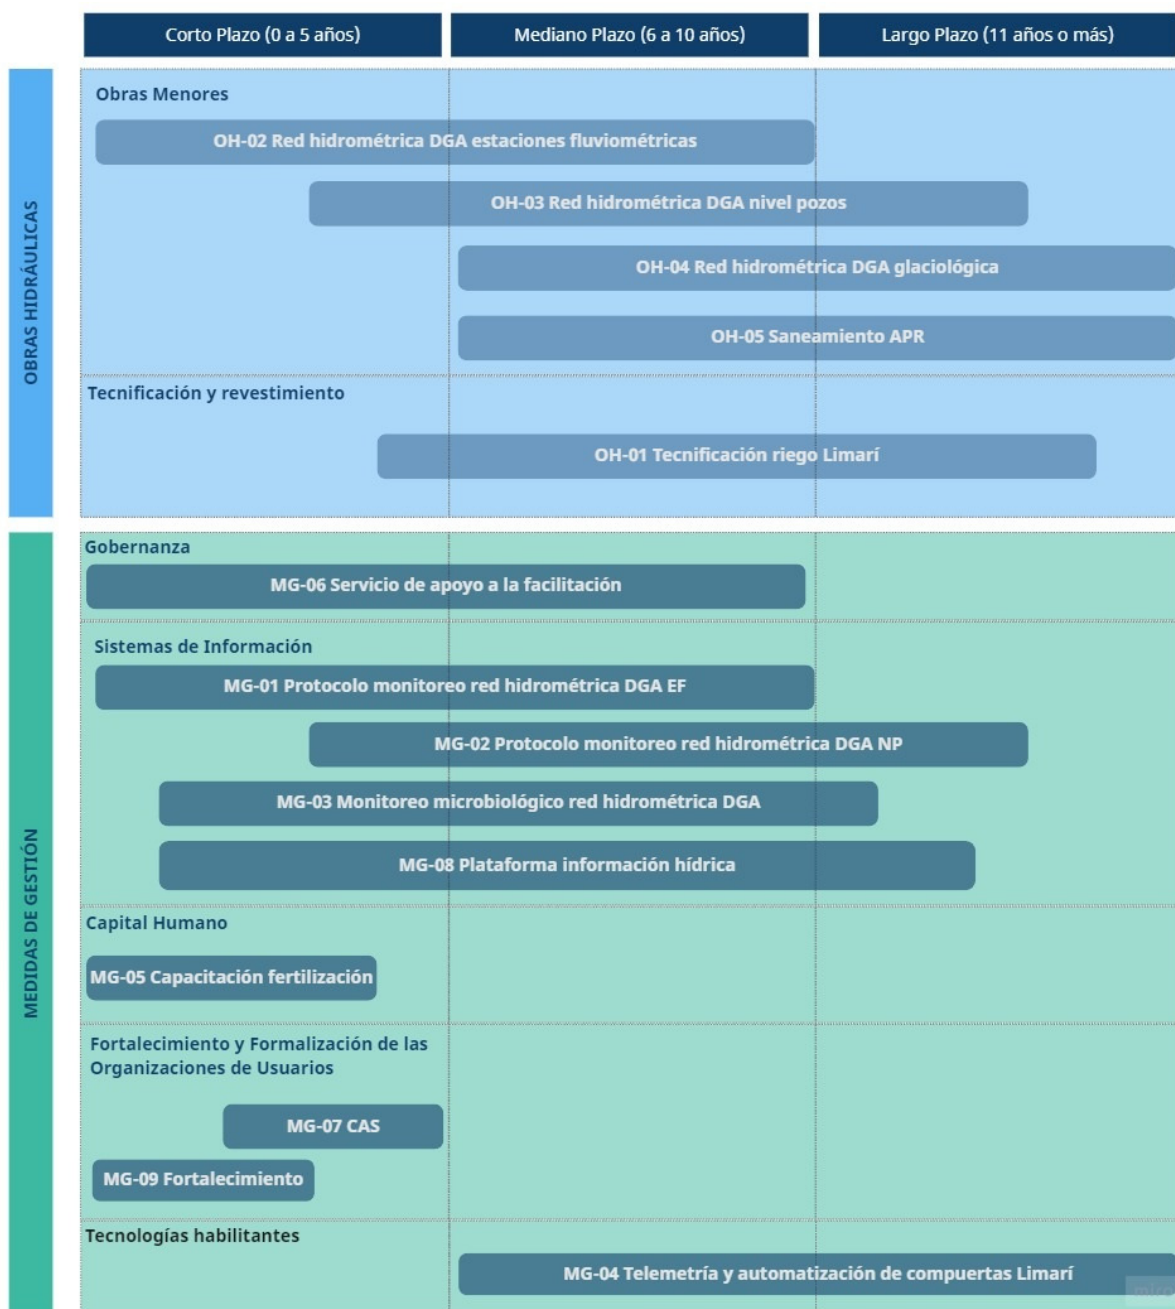 Corto Plazo (0 a 5 años)
Mediano Plazo (6 a 10 años)
Largo Plazo (11 años o más)
OBRAS HIDRÁULICAS
Obras Menores
OH-02 Red hidrométrica DGA estaciones fluviométricas
OH-03 Red hidrométrica DGA nivel pozos
OH-04 Red hidrométrica DGA glaciológica
OH-05 Saneamiento APR
Tecnificación y revestimiento
OH-01 Tecnificación riego Limarí
MEDIDAS DE GESTIÓN
Gobernanza
MG-06 Servicio de apoyo a la facilitación
Sistemas de Información
MG-01 Protocolo monitoreo red hidrométrica DGA EF
MG-02 Protocolo monitoreo red hidrométrica DGA NP
MG-03 Monitoreo microbiológico red hidrométrica DGA
MG-08 Plataforma información hídrica
Capital Humano
MG-05 Capacitación fertilización
Fortalecimiento y Formalización de las
Organizaciones de Usuarios
MG-07 CAS
MG-09 Fortalecimiento
Tecnologías habilitantes
MG-04 Telemetría y automatización de compuertas Limarí